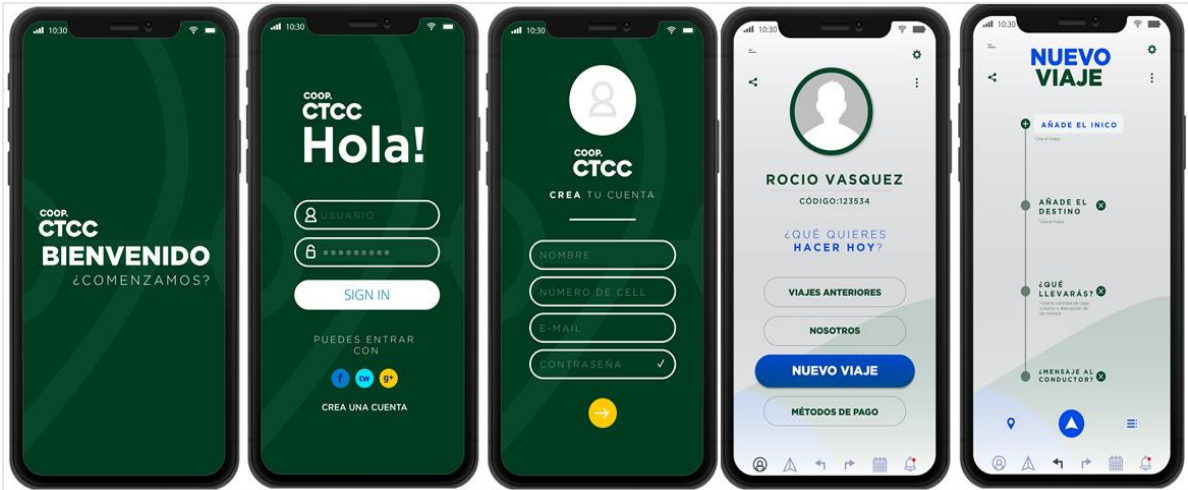 10:30
COOP.
CTCC
BIENVENIDO
¿COMENZAMOS?
10:30
COOP.
CTCC
Hola!
USUARIO
SIGN IN
PUEDES ENTRAR
CON
f tw g+
CREA UNA CUENTA
10:30
COOP.
CTCC
CREA TU CUENTA
NOMBRE
NÚMERO DE CELL
E-MAIL
CONTRASEÑA
10:30
ROCIO VASQUEZ
CÓDIGO:123534
¿QUÉ QUIERES
HACER HOY?
VIAJES ANTERIORES
NOSOTROS
NUEVO VIAJE
MÉTODOS DE PAGO
10:30
NUEVO
VIAJE
AÑADE EL INICO
AÑADE EL
DESTINO
¿QUÉ
LLEVARÁS?
¿MENSAJE AL
CONDUCTOR?